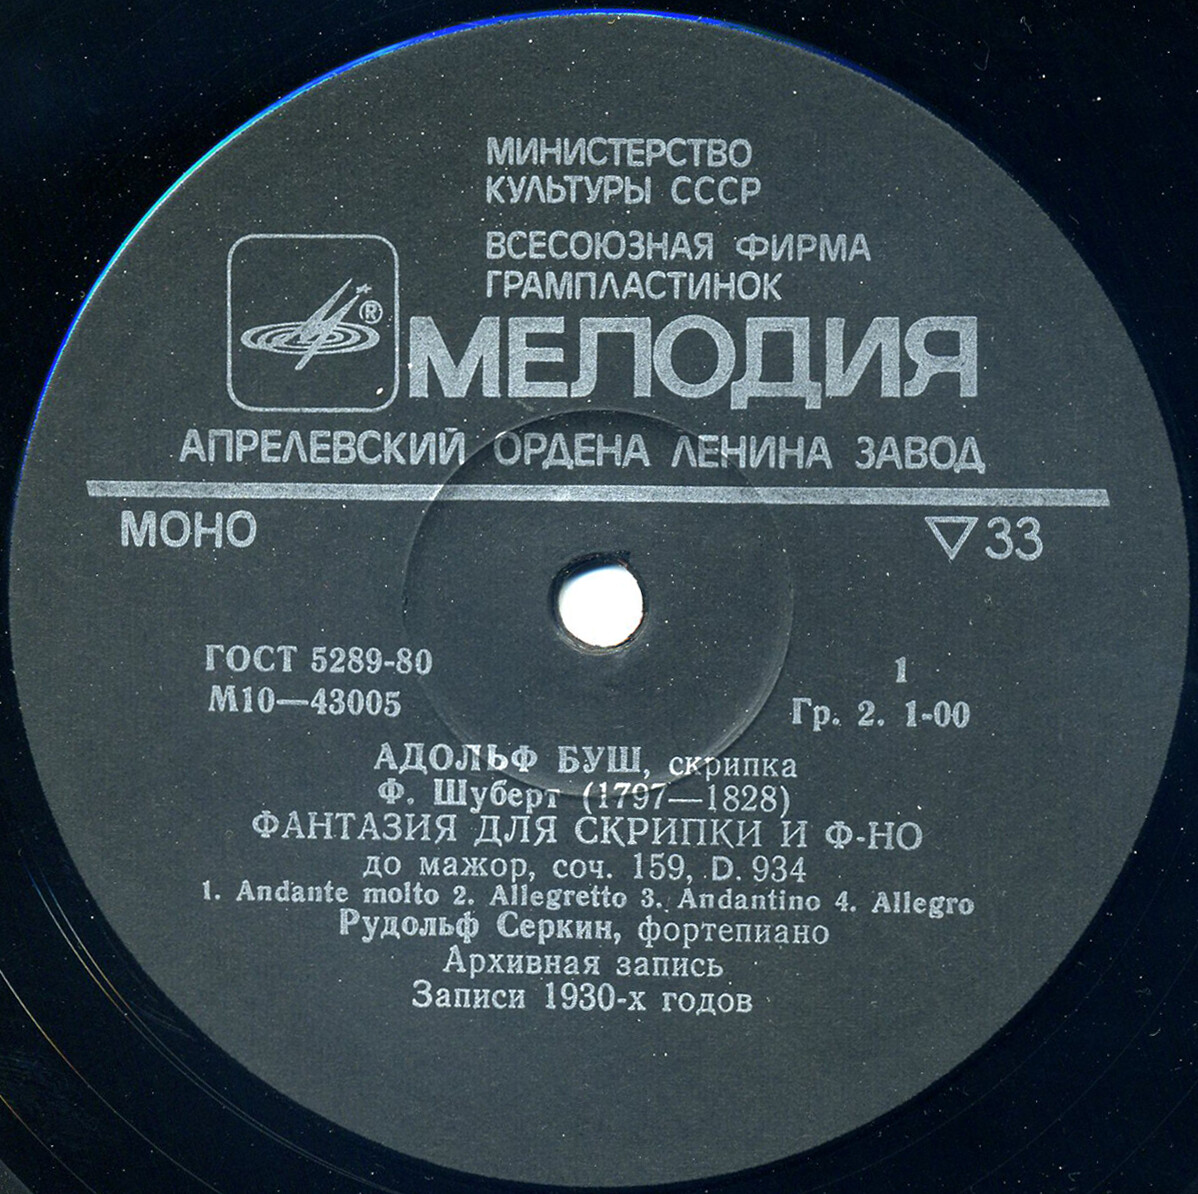 МИНИСТЕРСТВО
КУЛЬТУРЫ СССР
ВСЕСОЮЗНАЯ ФИРМА
ГРАМПЛАСТИНОК
®
МЕЛОДИЯ
АПРЕЛЕВСКИЙ ОРДЕНА ЛЕНИНА ЗАВОД
МОНО
▽33
ГОСТ 5289-80
М10—43005
1
Гр. 2. 1-00
АДОЛЬФ БУШ, скрипка
Ф. Шуберт (1797—1828)
ФАНТАЗИЯ ДЛЯ СКРИПКИ И Ф-НО
до мажор, соч. 159, D. 934
1. Andante molto 2. Allegretto 3. Andantino 4. Allegro
Рудольф Серкин, фортепиано
Архивная запись
Записи 1930-х годов